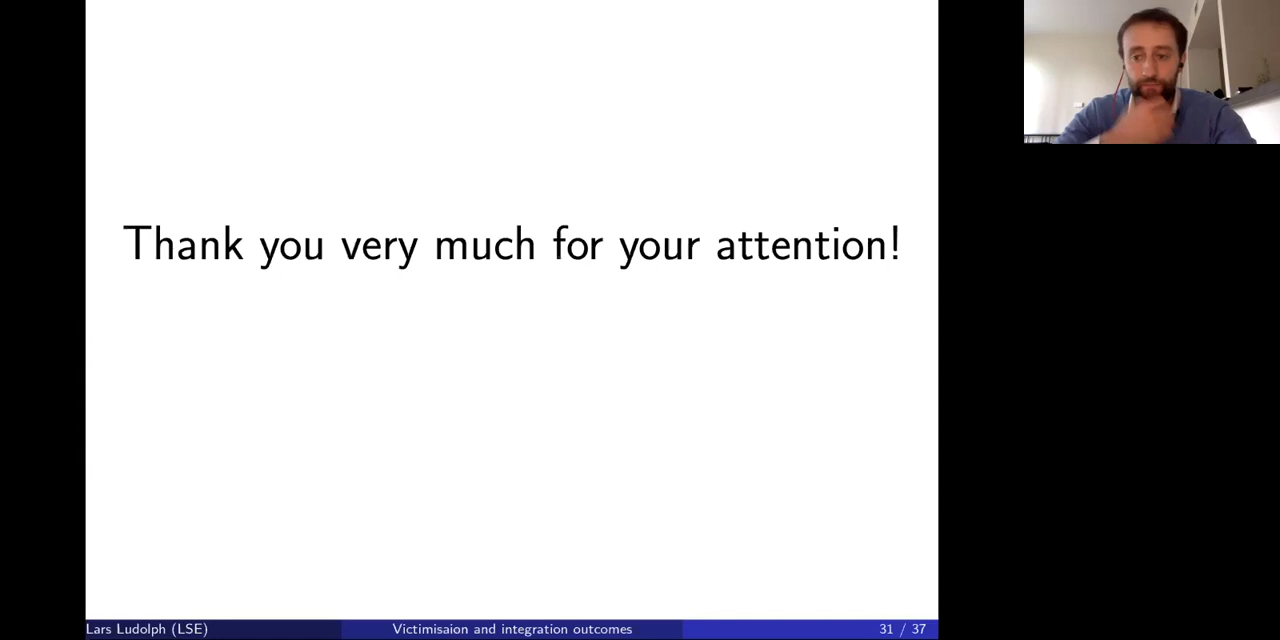 Thank you very much for your attention!
Lars Ludolph (LSE)
Victimisaion and integration outcomes
31 / 37